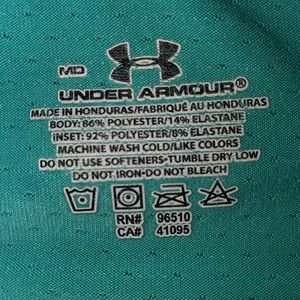 MD
UNDER ARMOUR®
MADE IN HONDURAS/FABRIQUÉ AU HONDURAS
BODY: 86% POLYESTER/14% ELASTANE
INSET: 92% POLYESTER/8% ELASTANE
MACHINE WASH COLD/LIKE COLORS
DO NOT USE SOFTENERS-TUMBLE DRY LOW
DO NOT IRON-DO NOT BLEACH
RN# 96510
CA# 41095